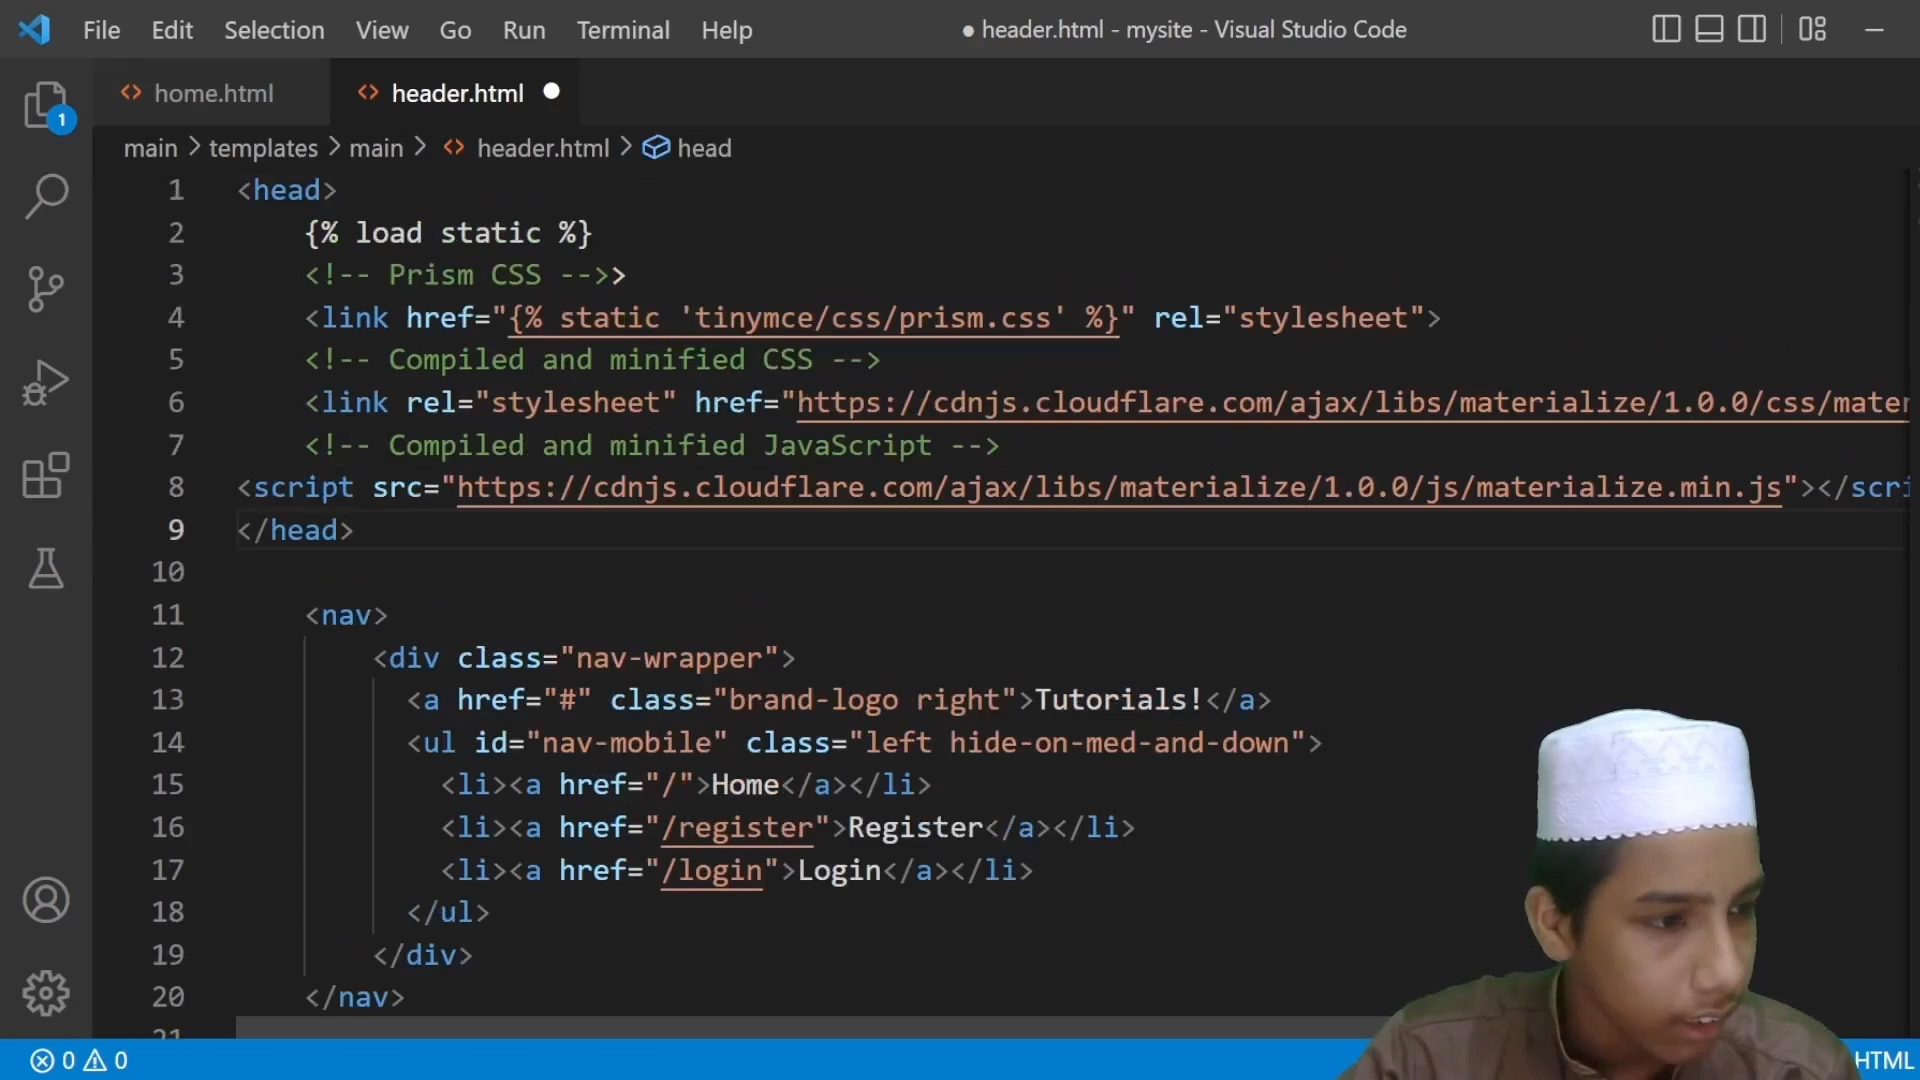 File Edit Selection View Go Run Terminal Help ● header.html - mysite - Visual Studio Code
<> home.html <> header.html ●
1
main > templates > main > <> header.html > head
1 <head>
2 {% load static %}
3 <!-- Prism CSS -->>
4 <link href="{% static 'tinymce/css/prism.css' %}" rel="stylesheet">
5 <!-- Compiled and minified CSS -->
6 <link rel="stylesheet" href="https://cdnjs.cloudflare.com/ajax/libs/materialize/1.0.0/css/mater
7 <!-- Compiled and minified JavaScript -->
8 <script src="https://cdnjs.cloudflare.com/ajax/libs/materialize/1.0.0/js/materialize.min.js"></scri
9 </head>
10
11 <nav>
12 <div class="nav-wrapper">
13 <a href="#" class="brand-logo right">Tutorials!</a>
14 <ul id="nav-mobile" class="left hide-on-med-and-down">
15 <li><a href="/">Home</a></li>
16 <li><a href="/register">Register</a></li>
17 <li><a href="/login">Login</a></li>
18 </ul>
19 </div>
20 </nav>
21
0 0 HTML